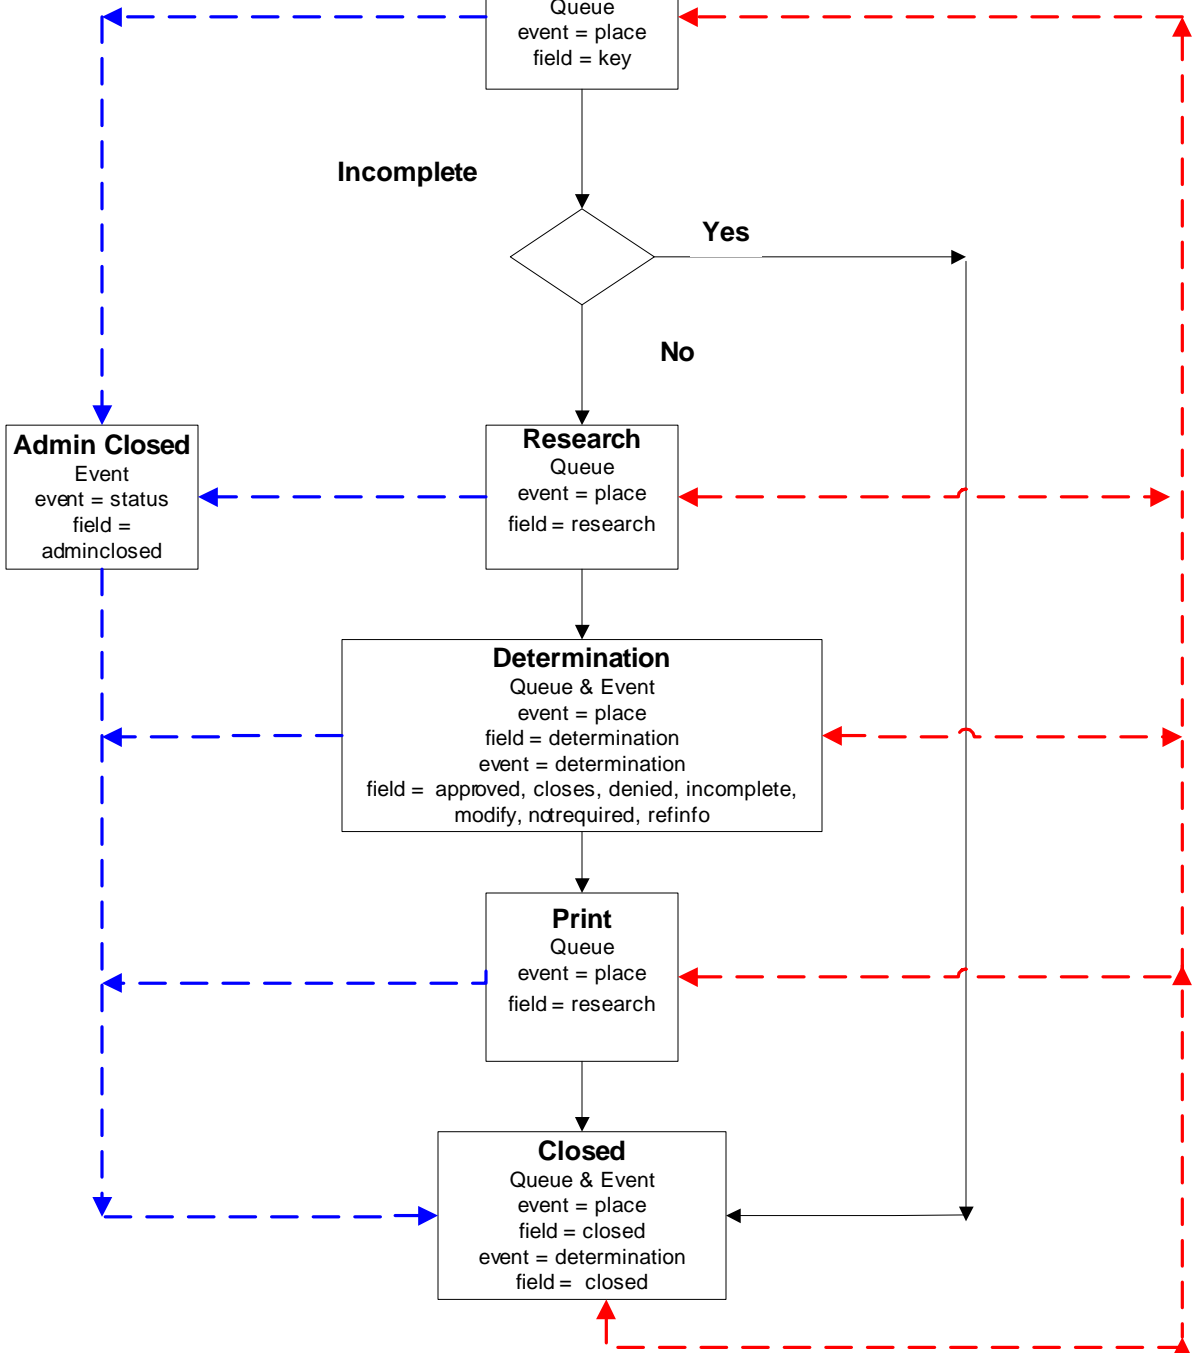 Queue
event = place
field = key
Incomplete
Yes
No
Admin Closed
Event
event = status
field =
adminclosed
Research
Queue
event = place
field = research
Determination
Queue & Event
event = place
field = determination
event = determination
field = approved, closes, denied, incomplete,
modify, notrequired, refinfo
Print
Queue
event = place
field = research
Closed
Queue & Event
event = place
field = closed
event = determination
field = closed